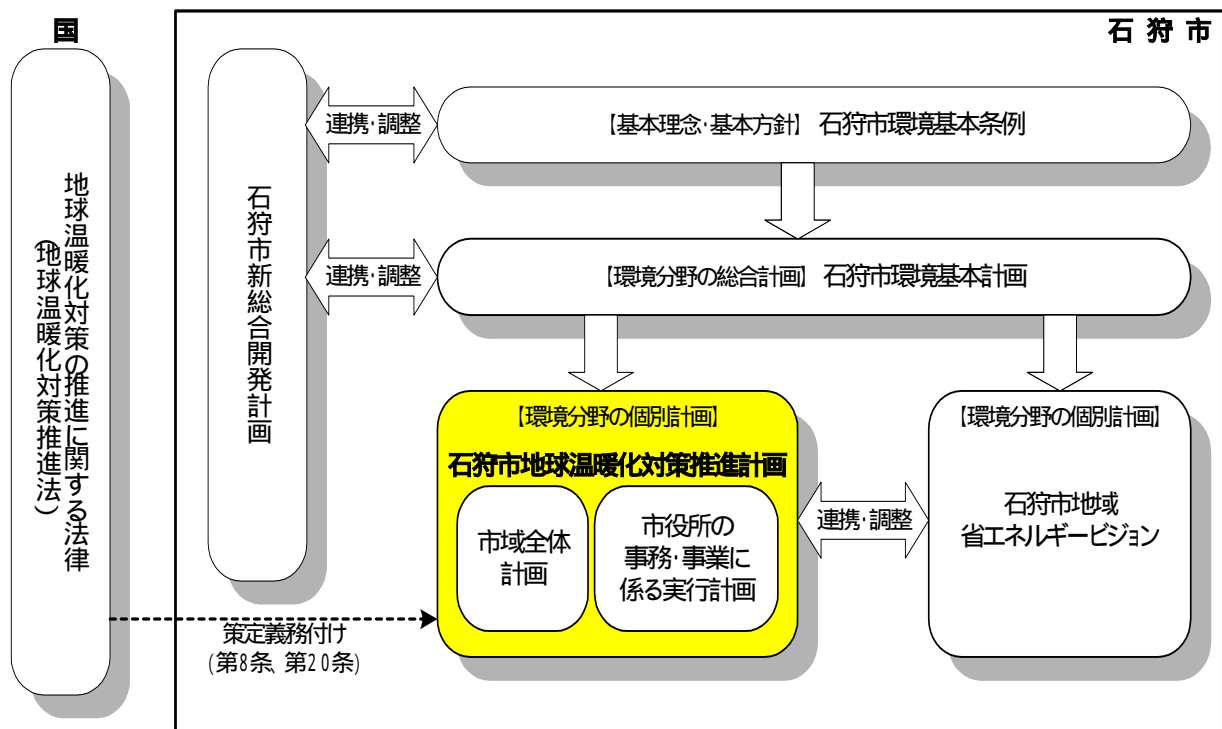 国
石狩市
地球温暖化対策の推進に関する法律
(地球温暖化対策推進法)
石狩市新総合開発計画
連携・調整
【基本理念・基本方針】 石狩市環境基本条例
連携・調整
【環境分野の総合計画】 石狩市環境基本計画
【環境分野の個別計画】
石狩市地球温暖化対策推進計画
市域全体
計画
市役所の
事務・事業に
係る実行計画
連携・調整
【環境分野の個別計画】
石狩市地域
省エネルギービジョン
策定義務付け
(第8条、第20条)